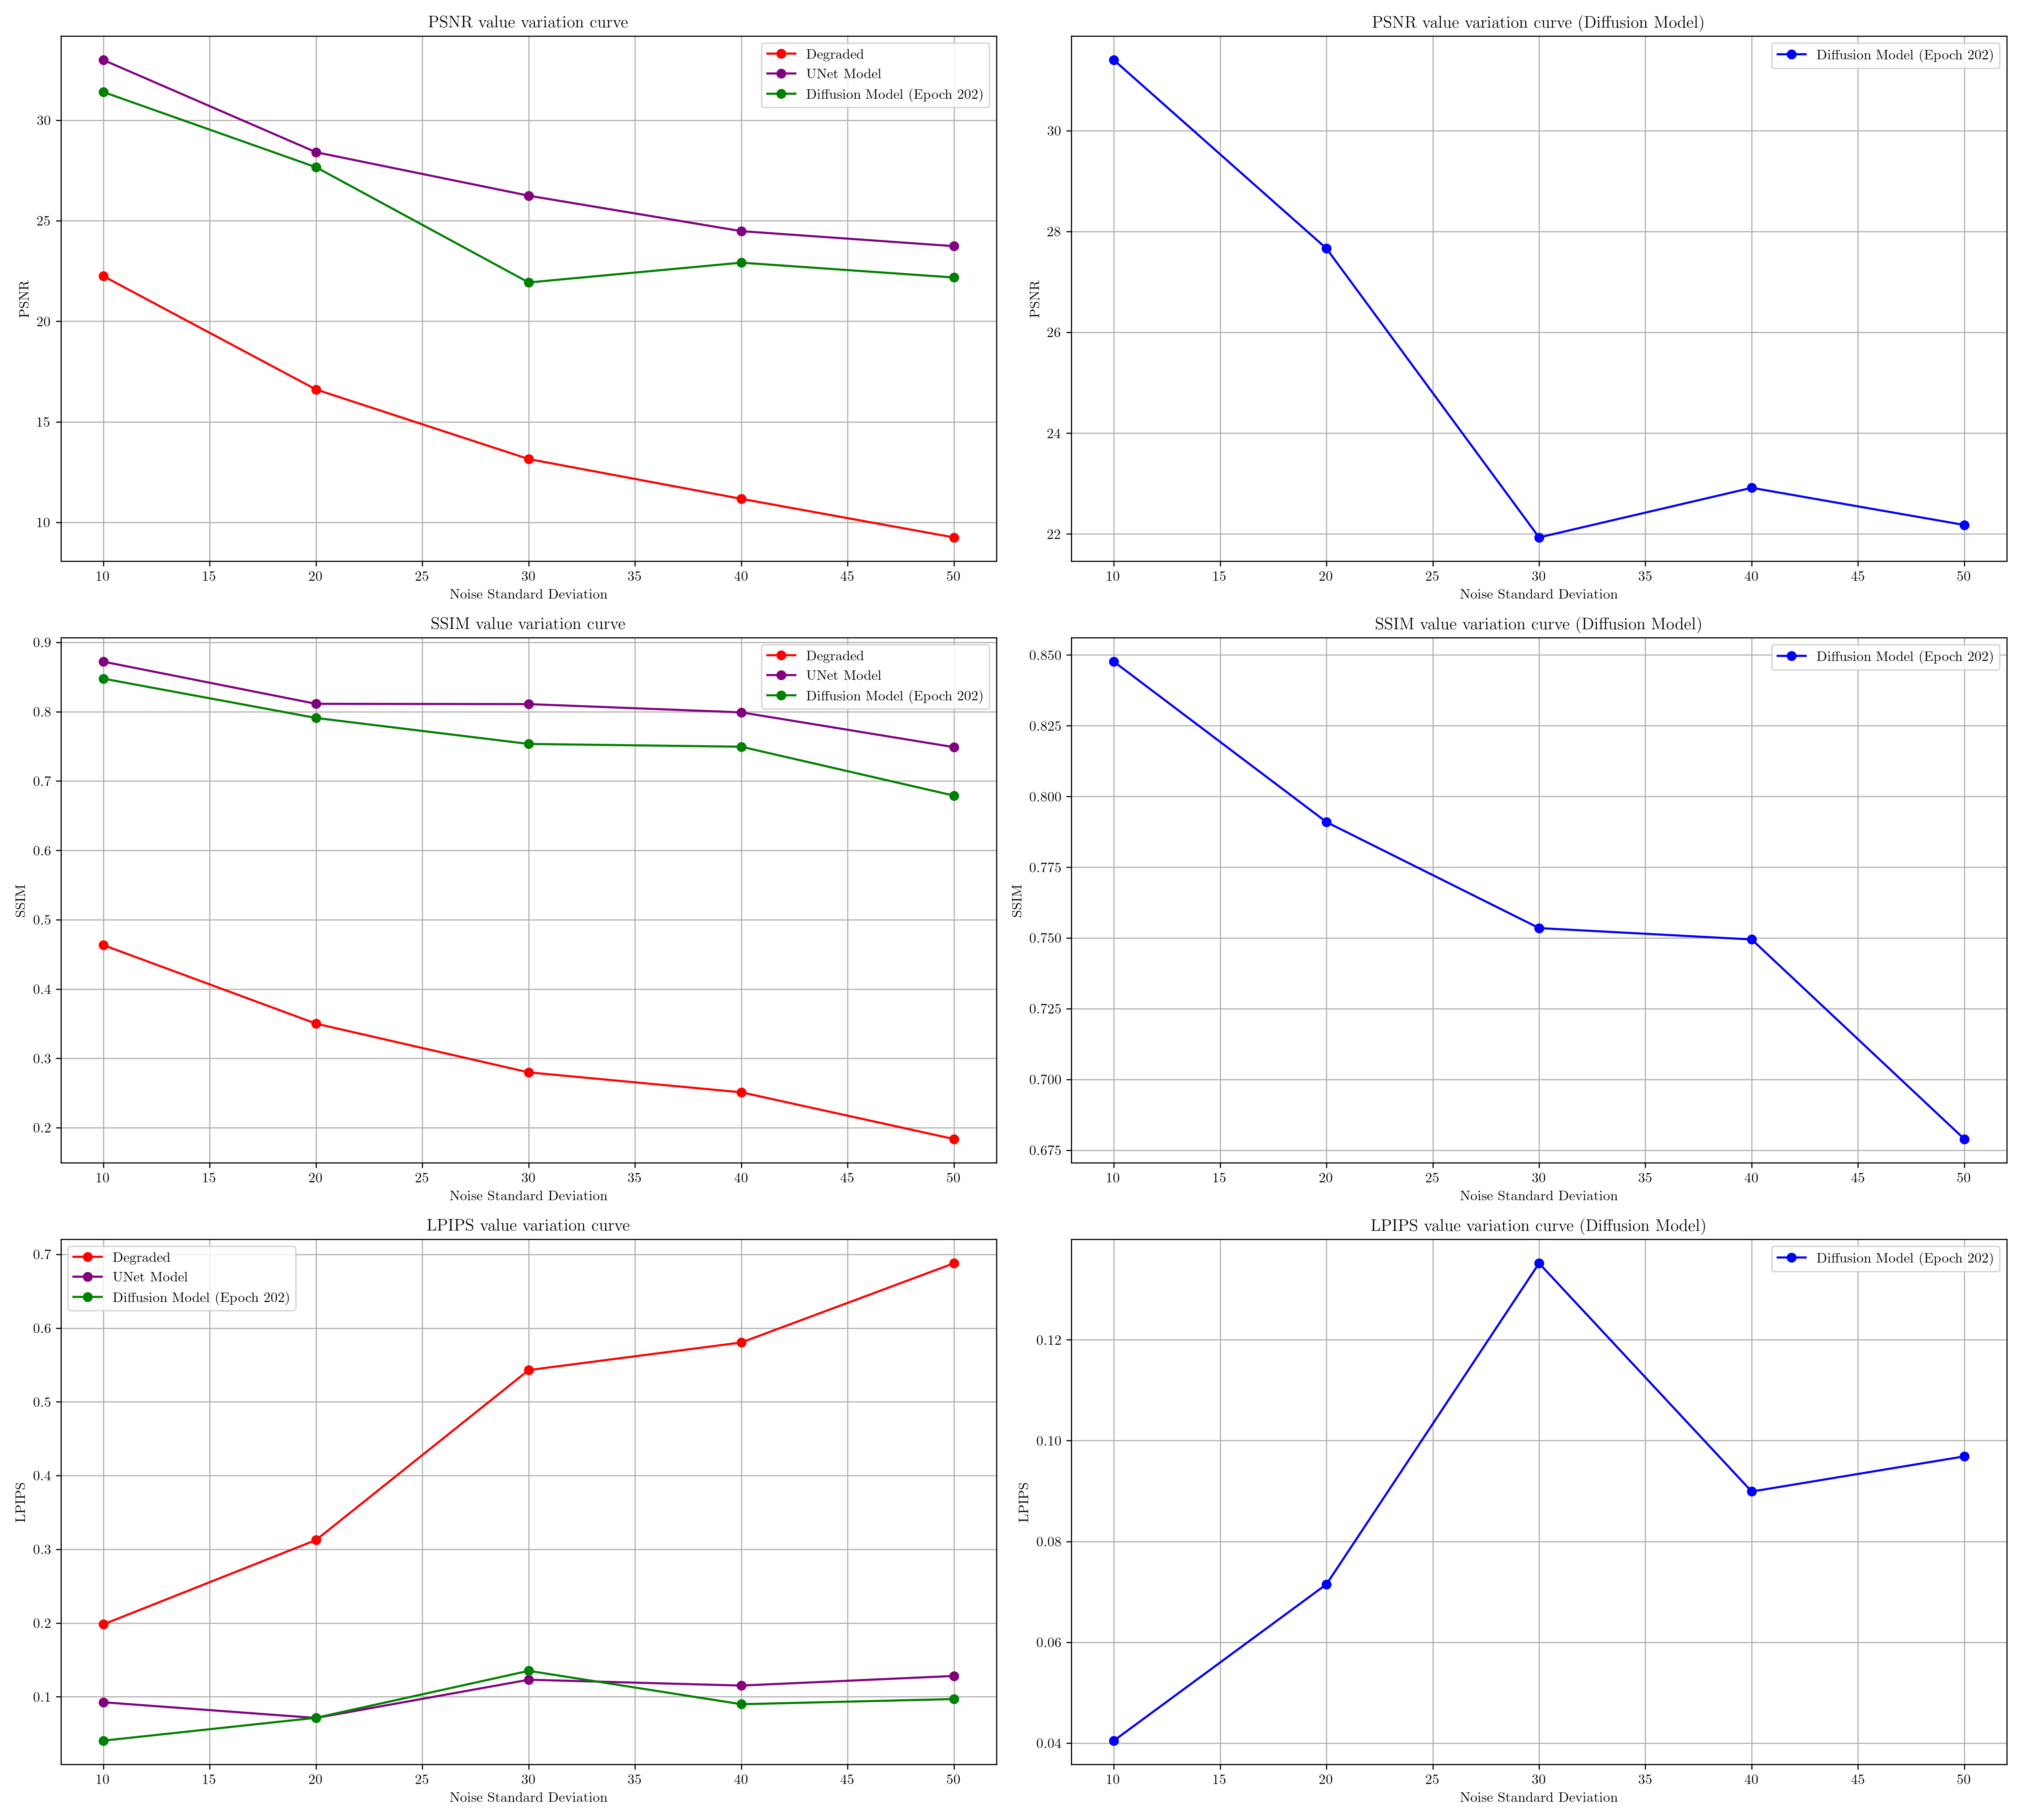 PSNR value variation curve
Degraded
UNet Model
Diffusion Model (Epoch 202)
30
25
20
15
10
PSNR
10 15 20 25 30 35 40 45 50
Noise Standard Deviation
PSNR value variation curve (Diffusion Model)
Diffusion Model (Epoch 202)
30
28
26
24
22
PSNR
10 15 20 25 30 35 40 45 50
Noise Standard Deviation
SSIM value variation curve
Degraded
UNet Model
Diffusion Model (Epoch 202)
0.9
0.8
0.7
0.6
0.5
0.4
0.3
0.2
SSIM
10 15 20 25 30 35 40 45 50
Noise Standard Deviation
SSIM value variation curve (Diffusion Model)
Diffusion Model (Epoch 202)
0.850
0.825
0.800
0.775
0.750
0.725
0.700
0.675
SSIM
10 15 20 25 30 35 40 45 50
Noise Standard Deviation
LPIPS value variation curve
Degraded
UNet Model
Diffusion Model (Epoch 202)
0.7
0.6
0.5
0.4
0.3
0.2
0.1
LPIPS
10 15 20 25 30 35 40 45 50
Noise Standard Deviation
LPIPS value variation curve (Diffusion Model)
Diffusion Model (Epoch 202)
0.12
0.10
0.08
0.06
0.04
LPIPS
10 15 20 25 30 35 40 45 50
Noise Standard Deviation